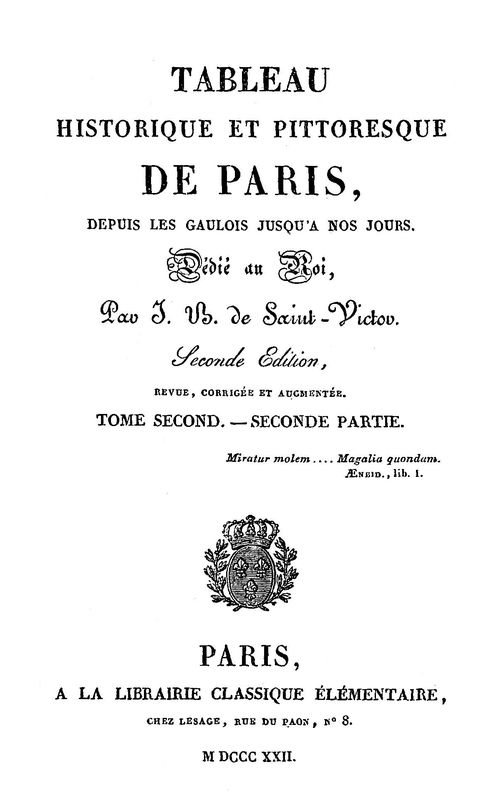 TABLEAU
HISTORIQUE ET PITTORESQUE
DE PARIS,
DEPUIS LES GAULOIS JUSQU'A NOS JOURS.
Dédié au Roi,
Par J. B. de Saint-Victor.
Seconde Edition,
REVUE, CORRIGÉE ET AUGMENTÉE.
TOME SECOND. — SECONDE PARTIE.
Miratur molem.... Magalia quondam.
ÆNEID., lib. 1.
PARIS,
A LA LIBRAIRIE CLASSIQUE ÉLÉMENTAIRE,
CHEZ LESAGE, RUE DU PAON, N° 8.
M DCCC XXII.